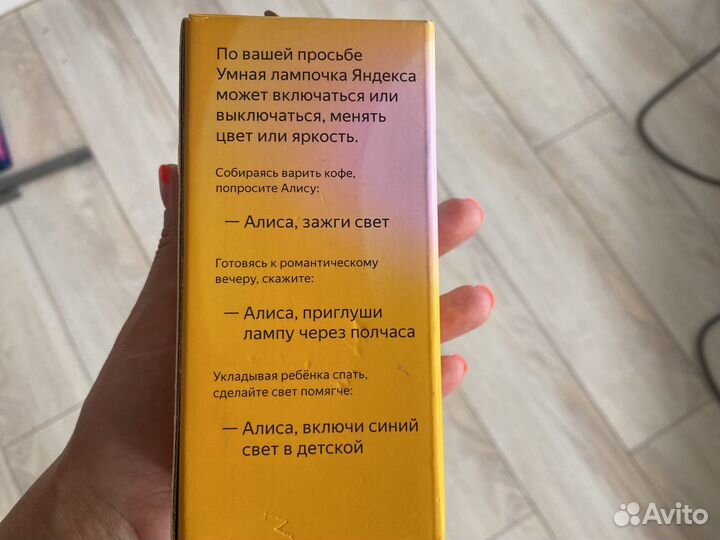 По вашей просьбе
Умная лампочка Яндекса
может включаться или
выключаться, менять
цвет или яркость.
Собираясь варить кофе,
попросите Алису:
— Алиса, зажги свет
Готовясь к романтическому
вечеру, скажите:
— Алиса, приглуши
лампу через полчаса
Укладывая ребёнка спать,
сделайте свет помягче:
— Алиса, включи синий
свет в детской
Avito